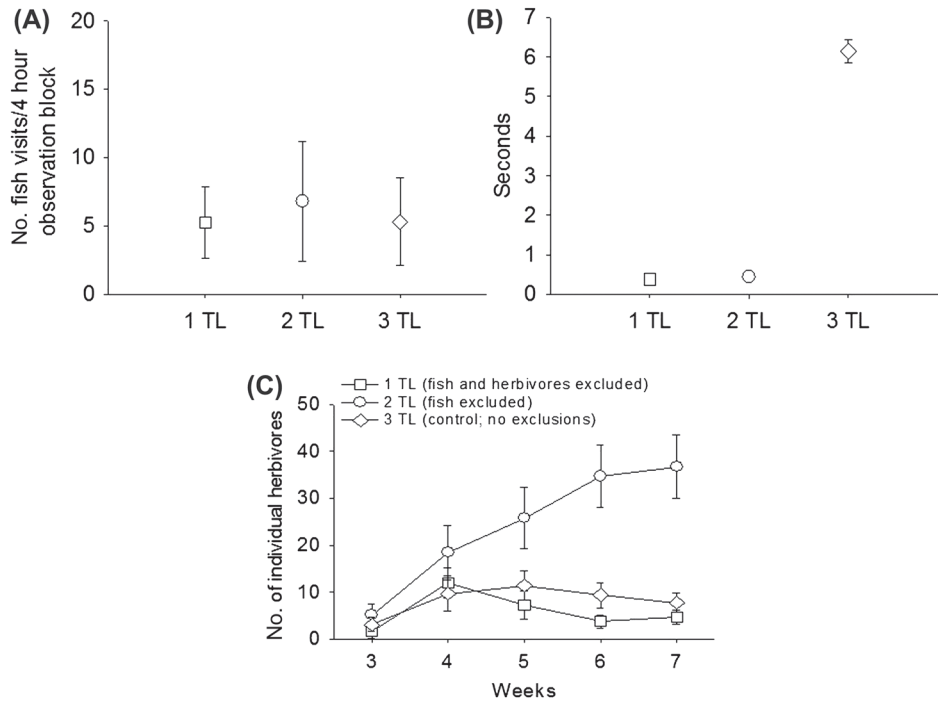 (A)
No. fish visits/4 hour
observation block
20
15
10
5
0
1 TL 2 TL 3 TL
(B)
Seconds
7
6
5
4
3
2
1
0
1 TL 2 TL 3 TL
(C)
1 TL (fish and herbivores excluded)
2 TL (fish excluded)
3 TL (control; no exclusions)
No. of individual herbivores
50
40
30
20
10
0
3 4 5 6 7
Weeks